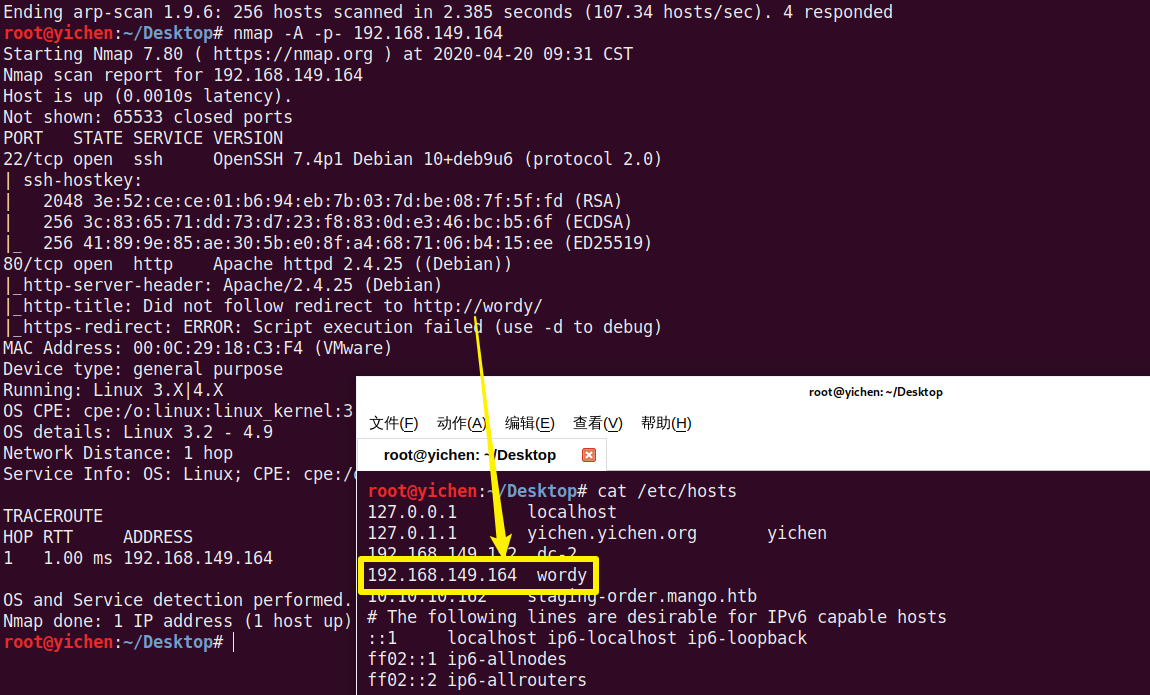 Ending arp-scan 1.9.6: 256 hosts scanned in 2.385 seconds (107.34 hosts/sec). 4 responded
root@yichen:~/Desktop# nmap -A -p- 192.168.149.164
Starting Nmap 7.80 ( https://nmap.org ) at 2020-04-20 09:31 CST
Nmap scan report for 192.168.149.164
Host is up (0.0010s latency).
Not shown: 65533 closed ports
PORT   STATE SERVICE VERSION
22/tcp open  ssh     OpenSSH 7.4p1 Debian 10+deb9u6 (protocol 2.0)
| ssh-hostkey:
|   2048 3e:52:ce:ce:01:b6:94:eb:7b:03:7d:be:08:7f:5f:fd (RSA)
|   256 3c:83:65:71:dd:73:d7:23:f8:83:0d:e3:46:bc:b5:6f (ECDSA)
|_  256 41:89:9e:85:ae:30:5b:e0:8f:a4:68:71:06:b4:15:ee (ED25519)
80/tcp open  http    Apache httpd 2.4.25 ((Debian))
|_http-server-header: Apache/2.4.25 (Debian)
|_http-title: Did not follow redirect to http://wordy/
|_https-redirect: ERROR: Script execution failed (use -d to debug)
MAC Address: 00:0C:29:18:C3:F4 (VMware)
Device type: general purpose
Running: Linux 3.X|4.X
OS CPE: cpe:/o:linux:linux_kernel:3
OS details: Linux 3.2 - 4.9
Network Distance: 1 hop
Service Info: OS: Linux; CPE: cpe:/
TRACEROUTE
HOP RTT     ADDRESS
1   1.00 ms 192.168.149.164
OS and Service detection performed.
Nmap done: 1 IP address (1 host up)
root@yichen:~/Desktop#
root@yichen: ~/Desktop
文件(F) 动作(A) 编辑(E) 查看(V) 帮助(H)
root@yichen: ~/Desktop
root@yichen:~/Desktop# cat /etc/hosts
127.0.0.1       localhost
127.0.1.1       yichen.yichen.org       yichen
dc-2
192.168.149.164  wordy
10.10.10.162    staging-order.mango.htb
# The following lines are desirable for IPv6 capable hosts
::1     localhost ip6-localhost ip6-loopback
ff02::1 ip6-allnodes
ff02::2 ip6-allrouters